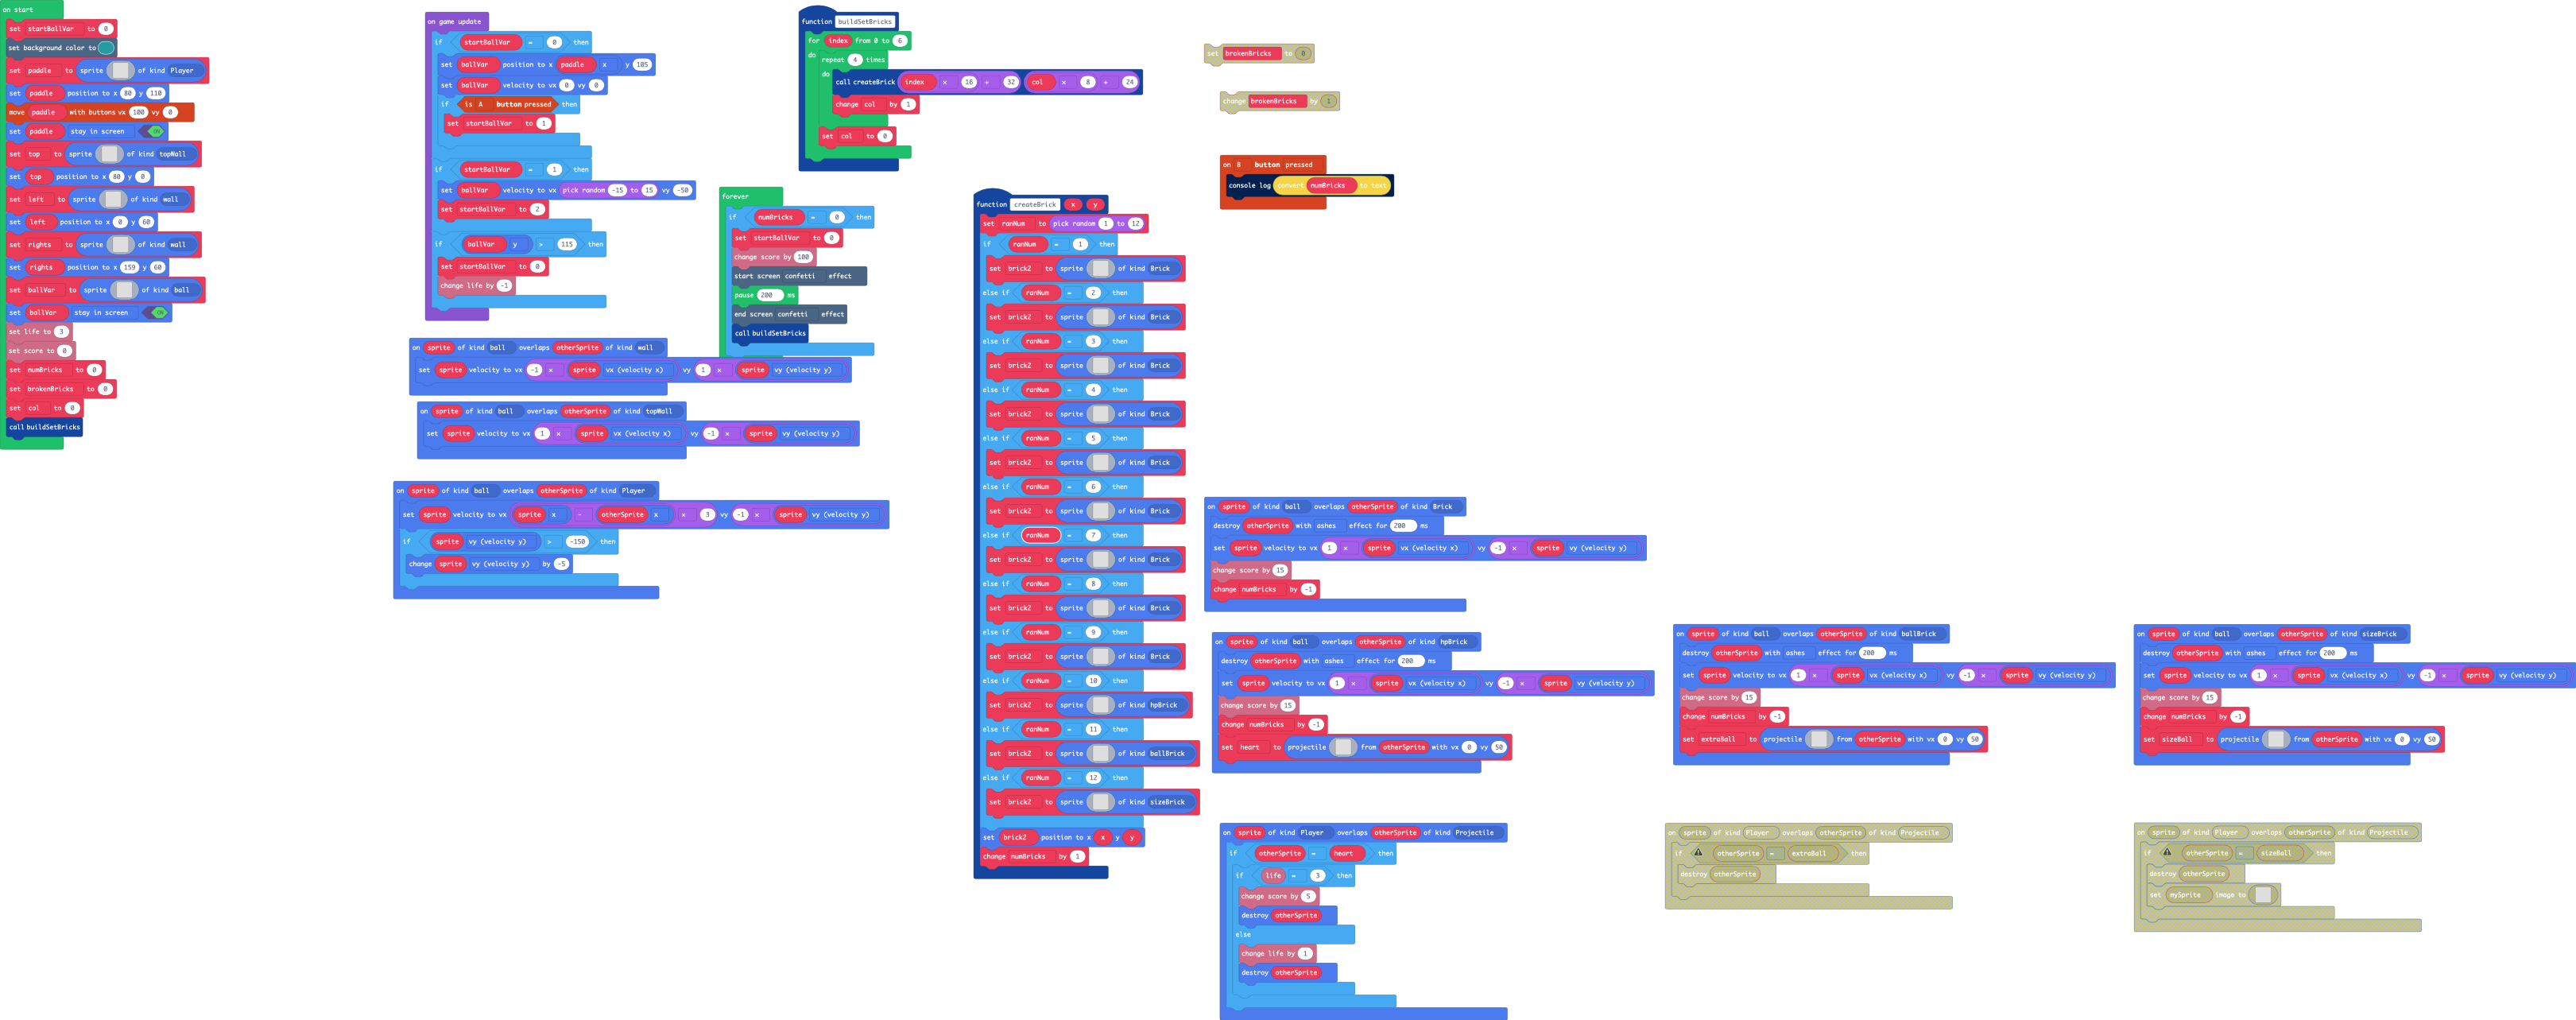 on start
set startBallVar to 0
set background color to
set paddle to sprite of kind Player
set paddle position to x 80 y 110
move paddle with buttons vx 100 vy 0
set paddle stay in screen ON
set top to sprite of kind topWall
set top position to x 80 y 0
set left to sprite of kind wall
set left position to x 0 y 60
set rights to sprite of kind wall
set rights position to x 159 y 60
set ballVar to sprite of kind ball
set ballVar stay in screen ON
set life to 3
set score to 0
set numBricks to 0
set brokenBricks to 0
set col to 0
call buildSetBricks
on game update
if startBallVar = 0 then
set ballVar position to x paddle x y 105
set ballVar velocity to vx 0 vy 0
if is A button pressed then
set startBallVar to 1
if startBallVar = 1 then
set ballVar velocity to vx pick random -15 to 15 vy -50
set startBallVar to 2
if ballVar y > 115 then
set startBallVar to 0
change life by -1
on sprite of kind ball overlaps otherSprite of kind wall
set sprite velocity to vx -1 × sprite vx (velocity x) vy 1 × sprite vy (velocity y)
on sprite of kind ball overlaps otherSprite of kind topWall
set sprite velocity to vx 1 × sprite vx (velocity x) vy -1 × sprite vy (velocity y)
on sprite of kind ball overlaps otherSprite of kind Player
set sprite velocity to vx sprite x - otherSprite x × 3 vy -1 × sprite vy (velocity y)
if sprite vy (velocity y) > -150 then
change sprite vy (velocity y) by -5
forever
if numBricks = 0 then
set startBallVar to 0
change score by 100
start screen confetti effect
pause 200 ms
end screen confetti effect
call buildSetBricks
function buildSetBricks
for index from 0 to 6
do repeat 4 times
do call createBrick index × 16 + 32 col × 8 + 24
change col by 1
set col to 0
function createBrick x y
set ranNum to pick random 1 to 12
if ranNum = 1 then
set brick2 to sprite of kind Brick
else if ranNum = 2 then
set brick2 to sprite of kind Brick
else if ranNum = 3 then
set brick2 to sprite of kind Brick
else if ranNum = 4 then
set brick2 to sprite of kind Brick
else if ranNum = 5 then
set brick2 to sprite of kind Brick
else if ranNum = 6 then
set brick2 to sprite of kind Brick
else if ranNum = 7 then
set brick2 to sprite of kind Brick
else if ranNum = 8 then
set brick2 to sprite of kind Brick
else if ranNum = 9 then
set brick2 to sprite of kind Brick
else if ranNum = 10 then
set brick2 to sprite of kind hpBrick
else if ranNum = 11 then
set brick2 to sprite of kind ballBrick
else if ranNum = 12 then
set brick2 to sprite of kind sizeBrick
set brick2 position to x x y y
change numBricks by 1
set brokenBricks to 0
change brokenBricks by 1
on B button pressed
console log convert numBricks to text
on sprite of kind ball overlaps otherSprite of kind Brick
destroy otherSprite with ashes effect for 200 ms
set sprite velocity to vx 1 × sprite vx (velocity x) vy -1 × sprite vy (velocity y)
change score by 15
change numBricks by -1
on sprite of kind ball overlaps otherSprite of kind hpBrick
destroy otherSprite with ashes effect for 200 ms
set sprite velocity to vx 1 × sprite vx (velocity x) vy -1 × sprite vy (velocity y)
change score by 15
change numBricks by -1
set heart to projectile from otherSprite with vx 0 vy 50
on sprite of kind Player overlaps otherSprite of kind Projectile
if otherSprite = heart then
if life = 3 then
change score by 5
destroy otherSprite
else
change life by 1
destroy otherSprite
on sprite of kind ball overlaps otherSprite of kind ballBrick
destroy otherSprite with ashes effect for 200 ms
set sprite velocity to vx 1 × sprite vx (velocity x) vy -1 × sprite vy (velocity y)
change score by 15
change numBricks by -1
set extraBall to projectile from otherSprite with vx 0 vy 50
on sprite of kind Player overlaps otherSprite of kind Projectile
if otherSprite = extraBall then
destroy otherSprite
on sprite of kind ball overlaps otherSprite of kind sizeBrick
destroy otherSprite with ashes effect for 200 ms
set sprite velocity to vx 1 × sprite vx (velocity x) vy -1 × sprite vy (velocity y)
change score by 15
change numBricks by -1
set sizeBall to projectile from otherSprite with vx 0 vy 50
on sprite of kind Player overlaps otherSprite of kind Projectile
if otherSprite = sizeBall then
destroy otherSprite
set mySprite image to